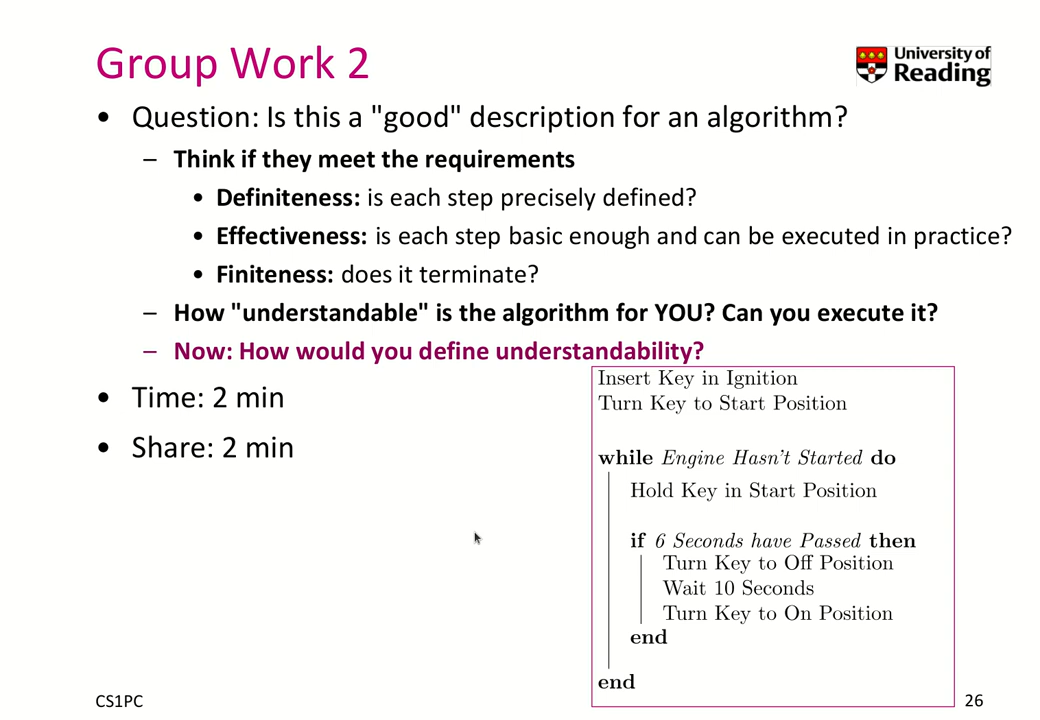 Group Work 2
University of
Reading
• Question: Is this a "good" description for an algorithm?
– Think if they meet the requirements
• Definiteness: is each step precisely defined?
• Effectiveness: is each step basic enough and can be executed in practice?
• Finiteness: does it terminate?
– How "understandable" is the algorithm for YOU? Can you execute it?
– Now: How would you define understandability?
• Time: 2 min
• Share: 2 min
Insert Key in Ignition
Turn Key to Start Position
while Engine Hasn't Started do
Hold Key in Start Position
if 6 Seconds have Passed then
Turn Key to Off Position
Wait 10 Seconds
Turn Key to On Position
end
end
CS1PC
26